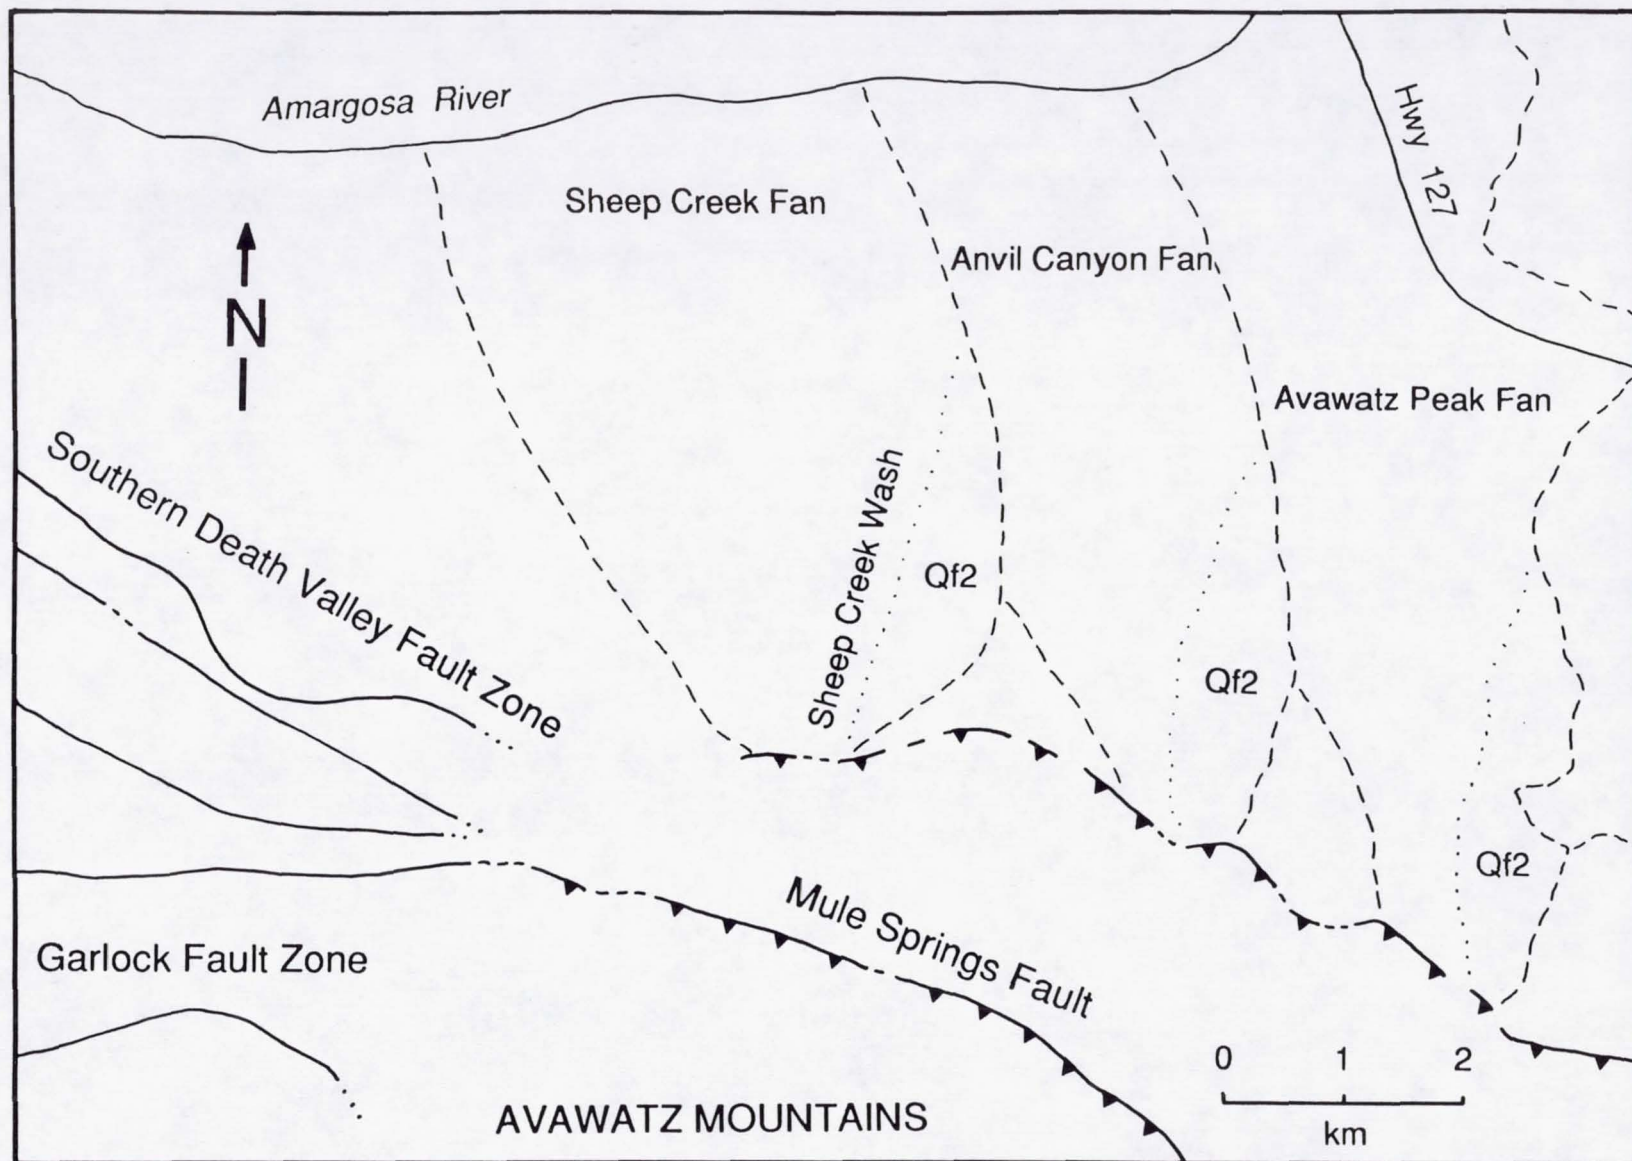 Amargosa River
Hwy 127
Sheep Creek Fan
Anvil Canyon Fan
N
Avawatz Peak Fan
Southern Death Valley Fault Zone
Sheep Creek Wash
Qf2
Qf2
Qf2
Mule Springs Fault
Garlock Fault Zone
0 1 2
km
AVAWATZ MOUNTAINS